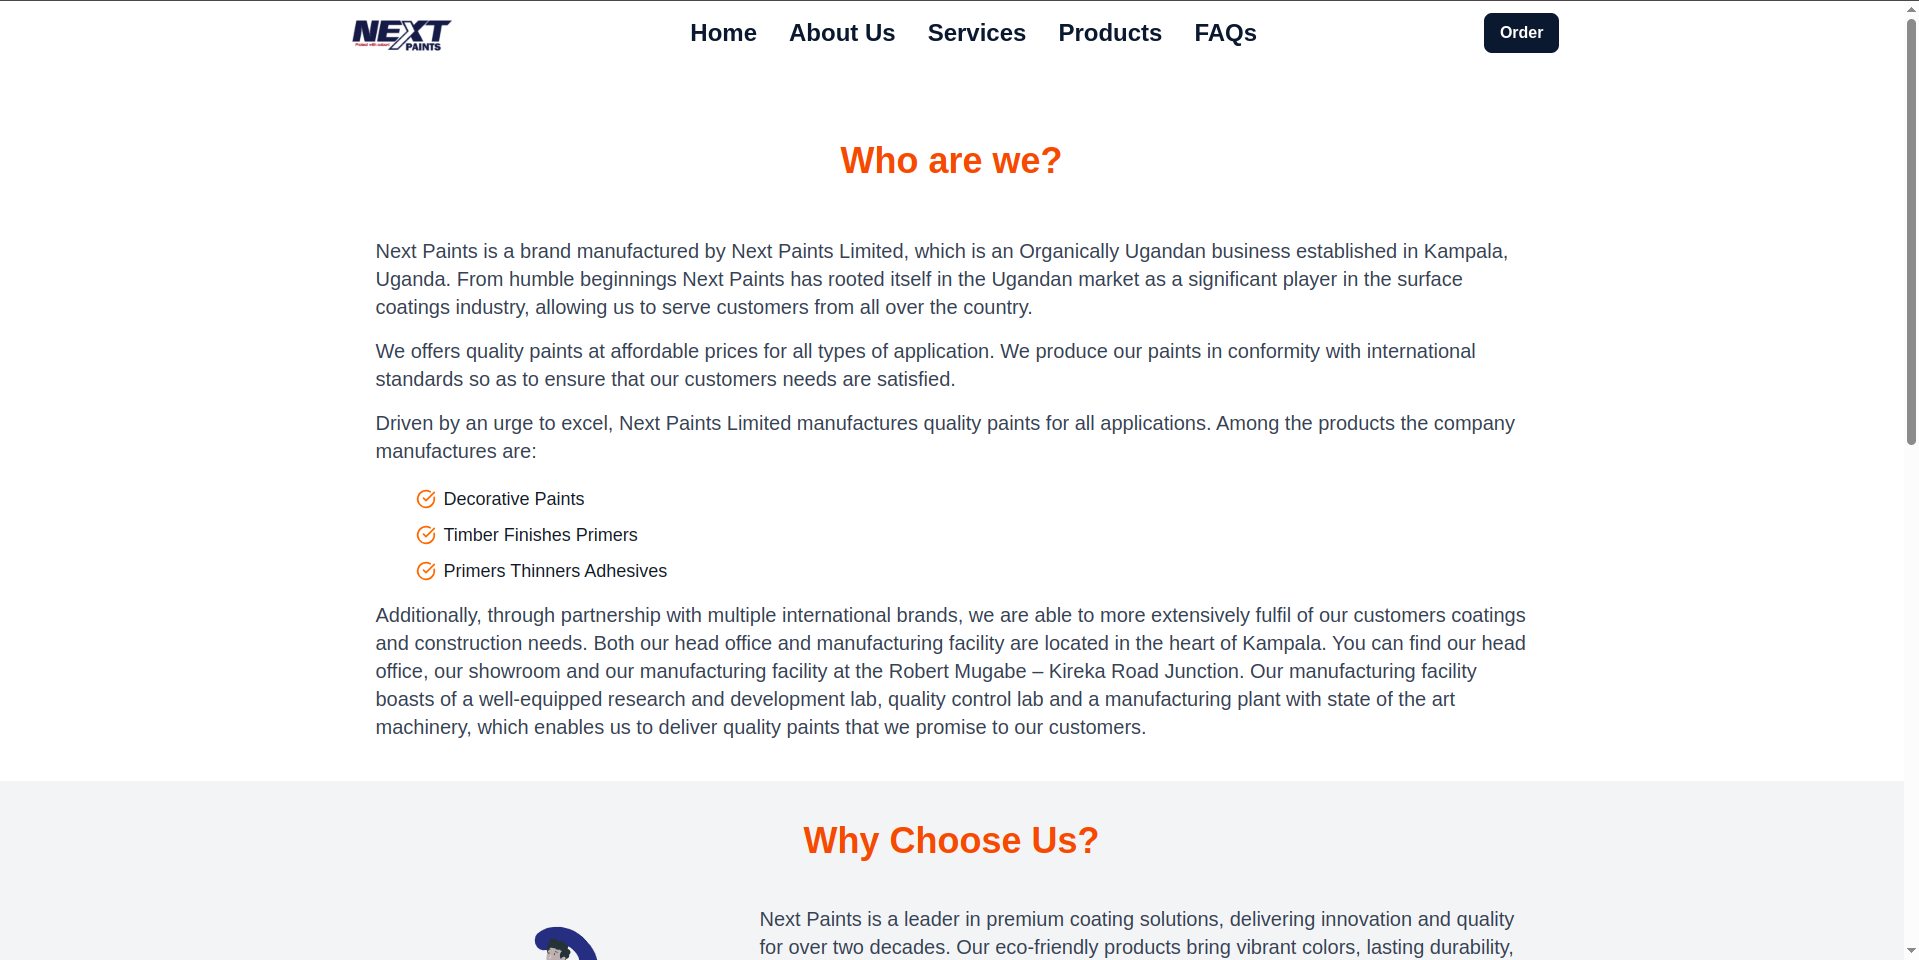 NEXT
Protect with colour!
PAINTS
Home
About Us
Services
Products
FAQs
Order
Who are we?
Next Paints is a brand manufactured by Next Paints Limited, which is an Organically Ugandan business established in Kampala,
Uganda. From humble beginnings Next Paints has rooted itself in the Ugandan market as a significant player in the surface
coatings industry, allowing us to serve customers from all over the country.
We offers quality paints at affordable prices for all types of application. We produce our paints in conformity with international
standards so as to ensure that our customers needs are satisfied.
Driven by an urge to excel, Next Paints Limited manufactures quality paints for all applications. Among the products the company
manufactures are:
Decorative Paints
Timber Finishes Primers
Primers Thinners Adhesives
Additionally, through partnership with multiple international brands, we are able to more extensively fulfil of our customers coatings
and construction needs. Both our head office and manufacturing facility are located in the heart of Kampala. You can find our head
office, our showroom and our manufacturing facility at the Robert Mugabe – Kireka Road Junction. Our manufacturing facility
boasts of a well-equipped research and development lab, quality control lab and a manufacturing plant with state of the art
machinery, which enables us to deliver quality paints that we promise to our customers.
Why Choose Us?
Next Paints is a leader in premium coating solutions, delivering innovation and quality
for over two decades. Our eco-friendly products bring vibrant colors, lasting durability,